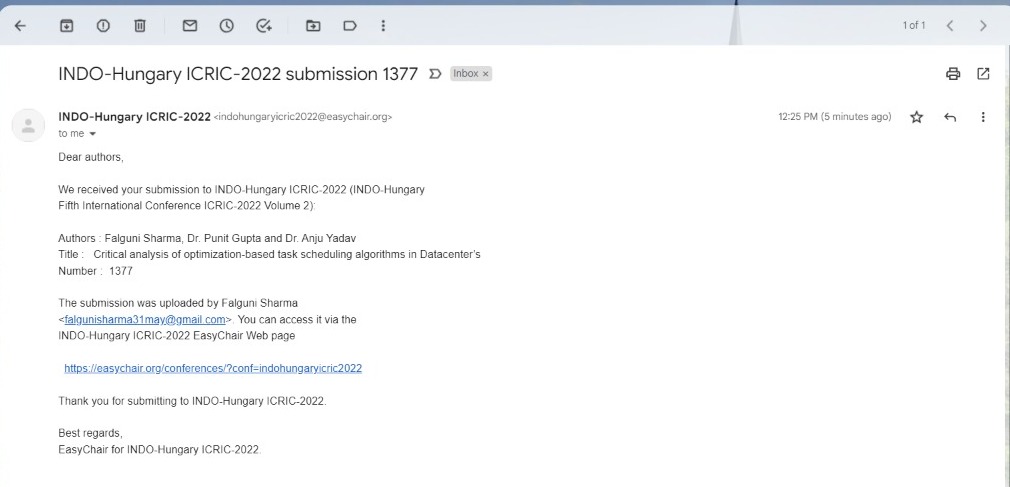 1 of 1
INDO-Hungary ICRIC-2022 submission 1377 Inbox ×
INDO-Hungary ICRIC-2022 <indohungaryicric2022@easychair.org> 12:25 PM (5 minutes ago)
to me
Dear authors,
We received your submission to INDO-Hungary ICRIC-2022 (INDO-Hungary
Fifth International Conference ICRIC-2022 Volume 2):
Authors : Falguni Sharma, Dr. Punit Gupta and Dr. Anju Yadav
Title : Critical analysis of optimization-based task scheduling algorithms in Datacenter's
Number : 1377
The submission was uploaded by Falguni Sharma
<falgunisharma31may@gmail.com>. You can access it via the
INDO-Hungary ICRIC-2022 EasyChair Web page
https://easychair.org/conferences/?conf=indohungaryicric2022
Thank you for submitting to INDO-Hungary ICRIC-2022.
Best regards,
EasyChair for INDO-Hungary ICRIC-2022.